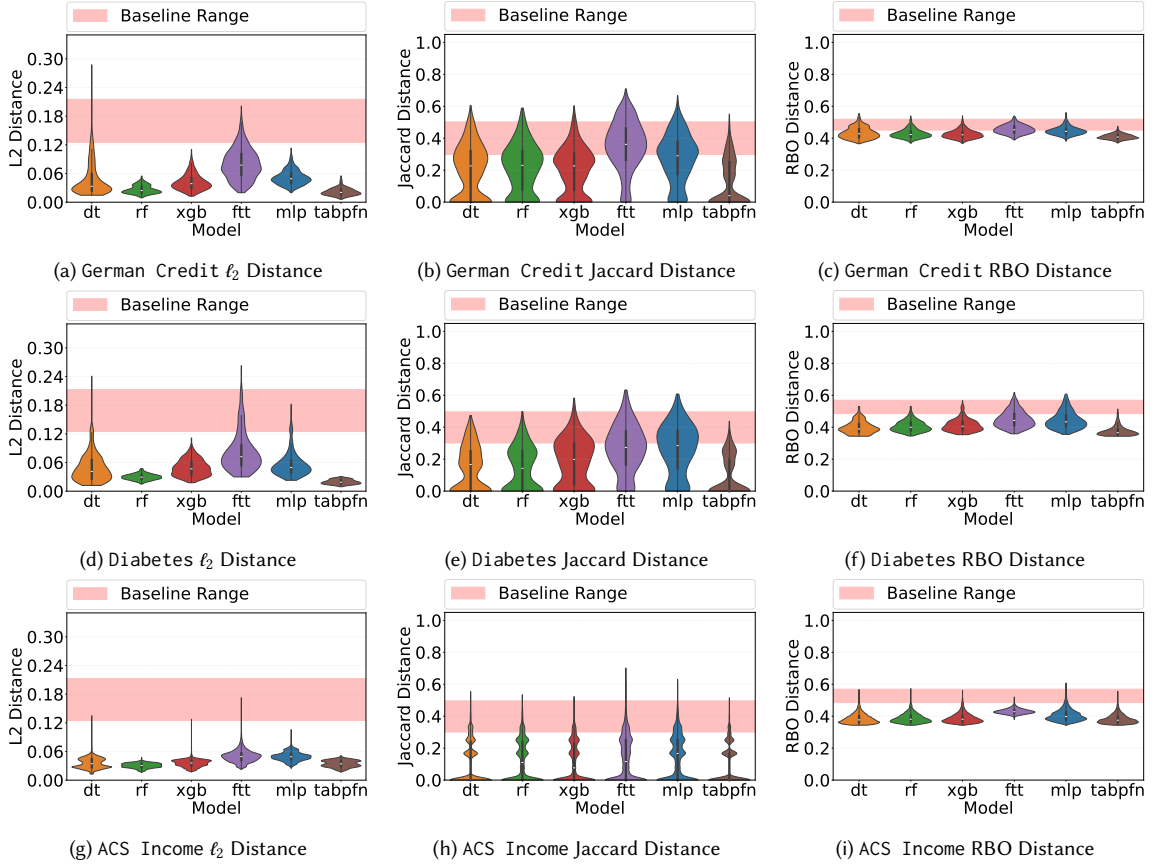 Baseline Range
L2 Distance
0.30
0.24
0.18
0.12
0.06
0.00
dt rf xgb ftt mlp tabpfn
Model
(a) German Credit ℓ2 Distance
Baseline Range
Jaccard Distance
1.0
0.8
0.6
0.4
0.2
0.0
dt rf xgb ftt mlp tabpfn
Model
(b) German Credit Jaccard Distance
Baseline Range
RBO Distance
1.0
0.8
0.6
0.4
0.2
0.0
dt rf xgb ftt mlp tabpfn
Model
(c) German Credit RBO Distance
Baseline Range
L2 Distance
0.30
0.24
0.18
0.12
0.06
0.00
dt rf xgb ftt mlp tabpfn
Model
(d) Diabetes ℓ2 Distance
Baseline Range
Jaccard Distance
1.0
0.8
0.6
0.4
0.2
0.0
dt rf xgb ftt mlp tabpfn
Model
(e) Diabetes Jaccard Distance
Baseline Range
RBO Distance
1.0
0.8
0.6
0.4
0.2
0.0
dt rf xgb ftt mlp tabpfn
Model
(f) Diabetes RBO Distance
Baseline Range
L2 Distance
0.30
0.24
0.18
0.12
0.06
0.00
dt rf xgb ftt mlp tabpfn
Model
(g) ACS Income ℓ2 Distance
Baseline Range
Jaccard Distance
1.0
0.8
0.6
0.4
0.2
0.0
dt rf xgb ftt mlp tabpfn
Model
(h) ACS Income Jaccard Distance
Baseline Range
RBO Distance
1.0
0.8
0.6
0.4
0.2
0.0
dt rf xgb ftt mlp tabpfn
Model
(i) ACS Income RBO Distance